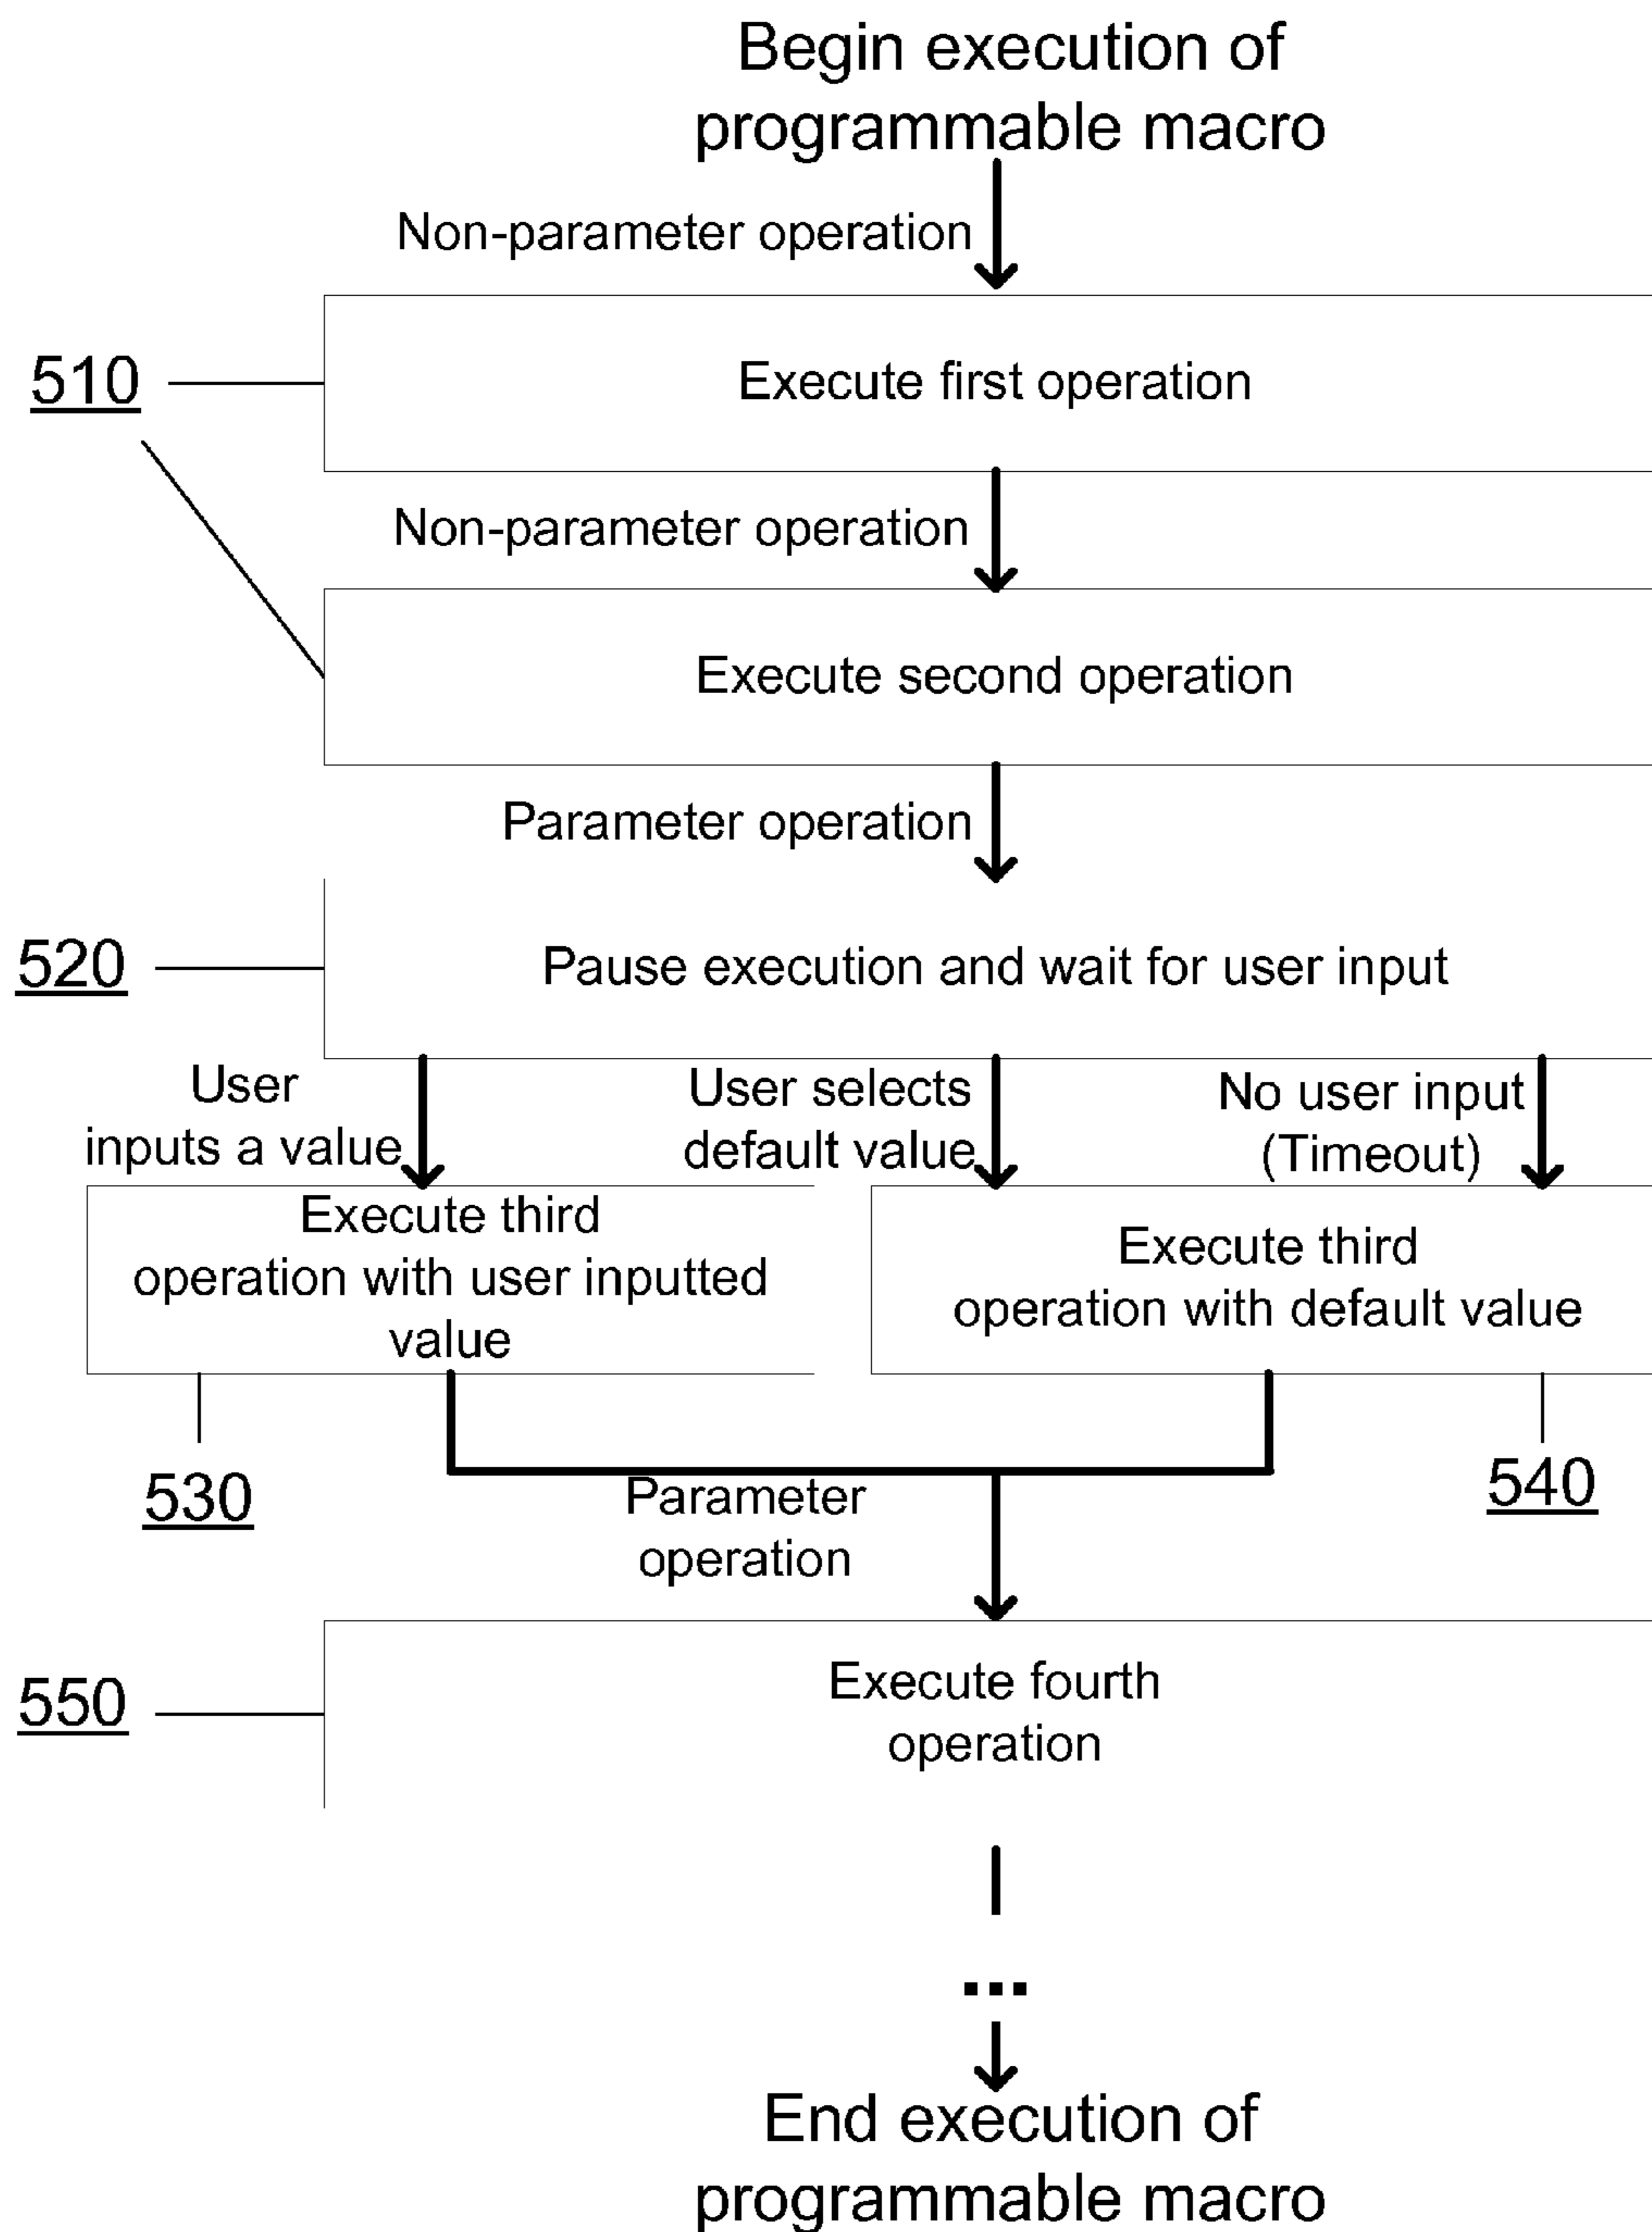 Begin execution of
programmable macro
Non-parameter operation
510
Execute first operation
Non-parameter operation
Execute second operation
Parameter operation
520
Pause execution and wait for user input
User
inputs a value
User selects
default value
No user input
(Timeout)
Execute third
operation with user inputted
value
Execute third
operation with default value
530
540
Parameter
operation
550
Execute fourth
operation
...
End execution of
programmable macro